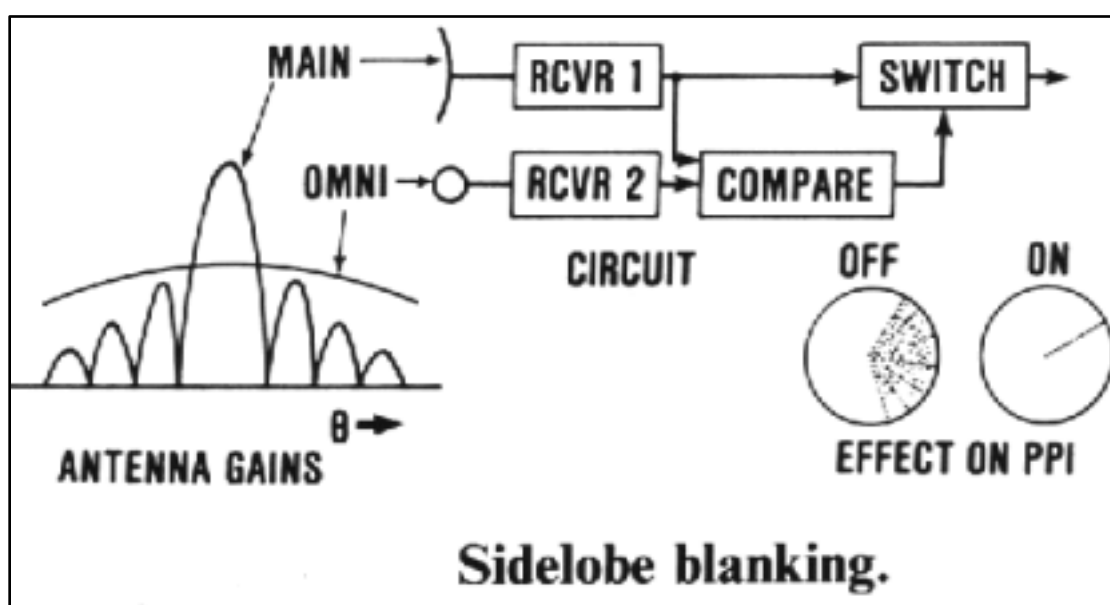 MAIN
RCVR 1
SWITCH
OMNI
RCVR 2
COMPARE
CIRCUIT
OFF
ON
θ
ANTENNA GAINS
EFFECT ON PPI
Sidelobe blanking.